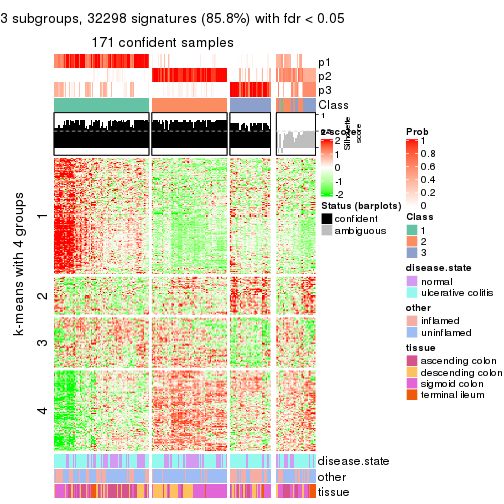 3 subgroups, 32298 signatures (85.8%) with fdr < 0.05
171 confident samples
p1
p2
p3
Class
1
Silhouette
score
z-score
2
1
0
-1
-2
Prob
1
0.8
0.6
0.4
0.2
0
Status (barplots)
confident
ambiguous
Class
1
2
3
disease.state
normal
ulcerative colitis
other
inflamed
uninflamed
tissue
ascending colon
descending colon
sigmoid colon
terminal ileum
k-means with 4 groups
1
2
3
4
disease.state
other
tissue